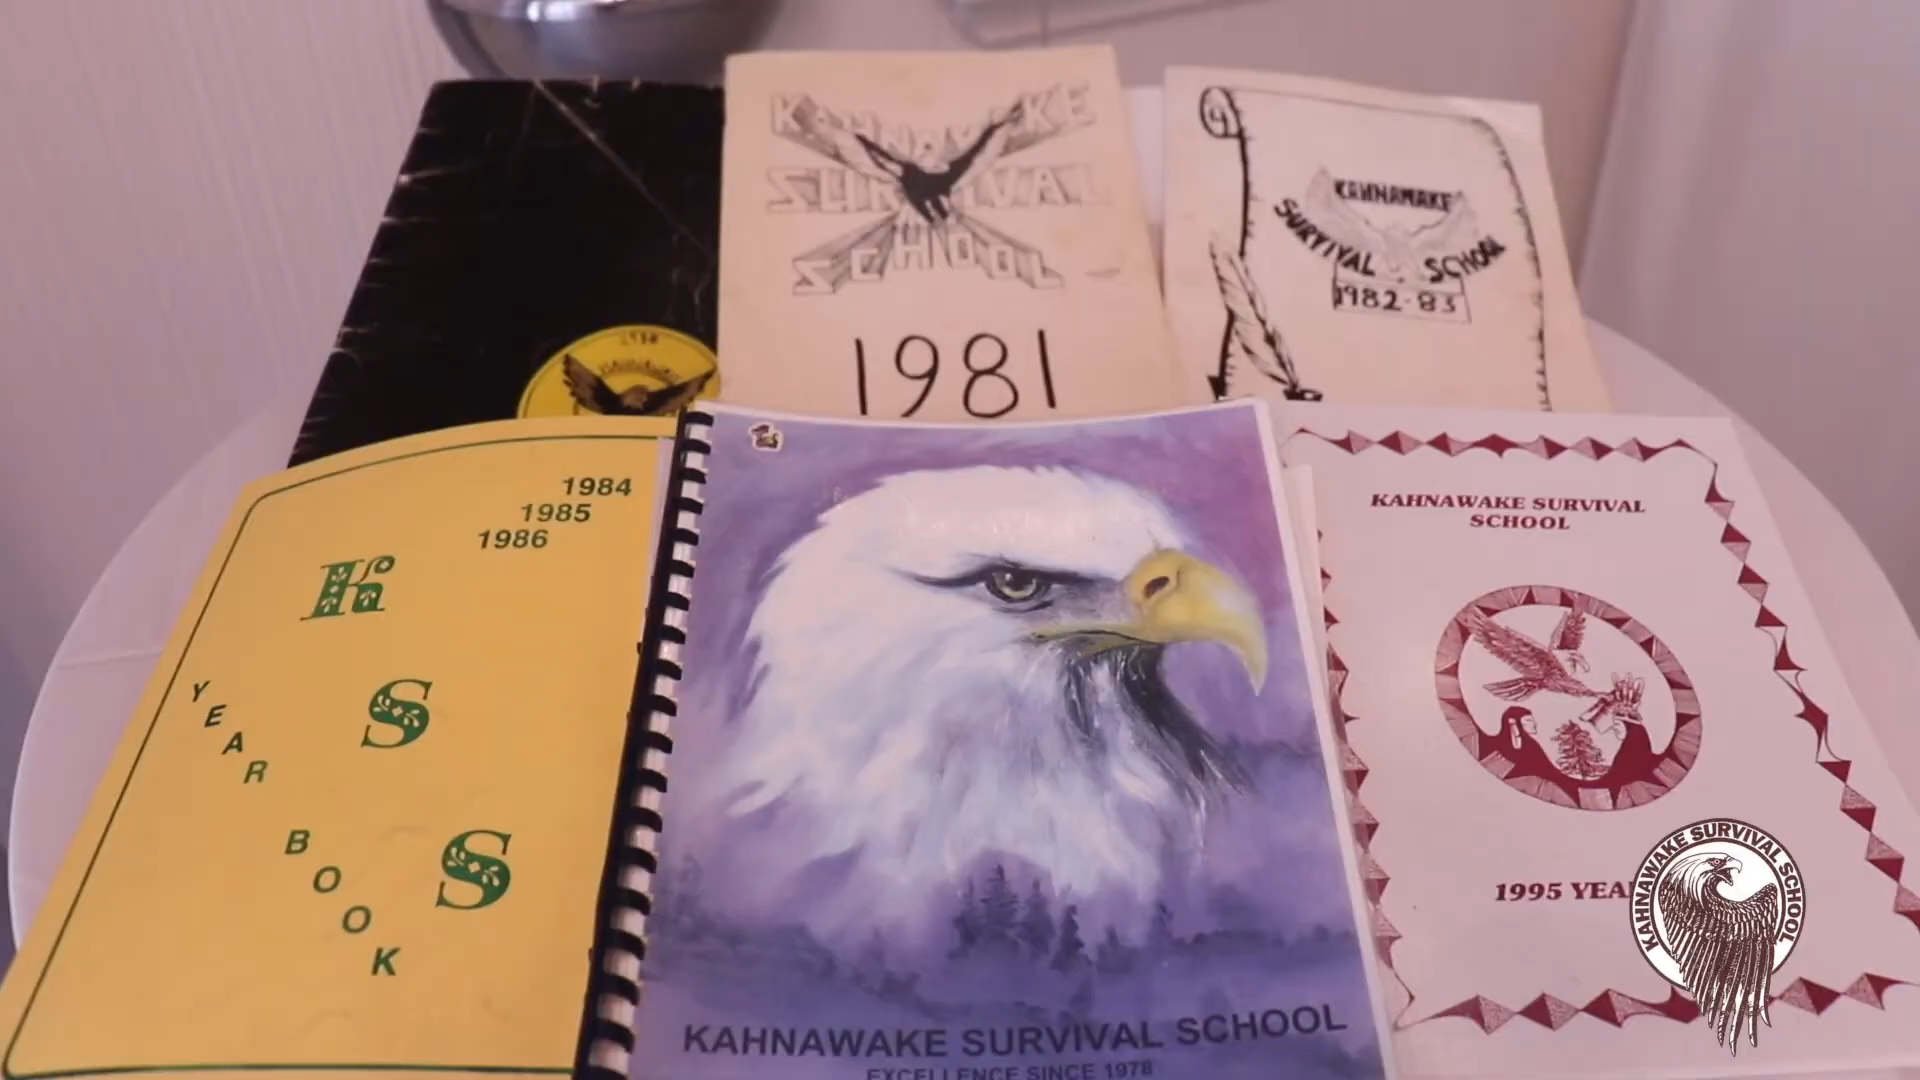 KAHNAWAKE
SURVIVAL
SCHOOL
1981
KAHNAWAKE
SURVIVAL SCHOOL
1982-83
1984
1985
1986
K
S
S
YEAR
BOOK
KAHNAWAKE SURVIVAL SCHOOL
EXCELLENCE SINCE 1978
KAHNAWAKE SURVIVAL
SCHOOL
1995
KAHNAWAKE SURVIVAL SCHOOL